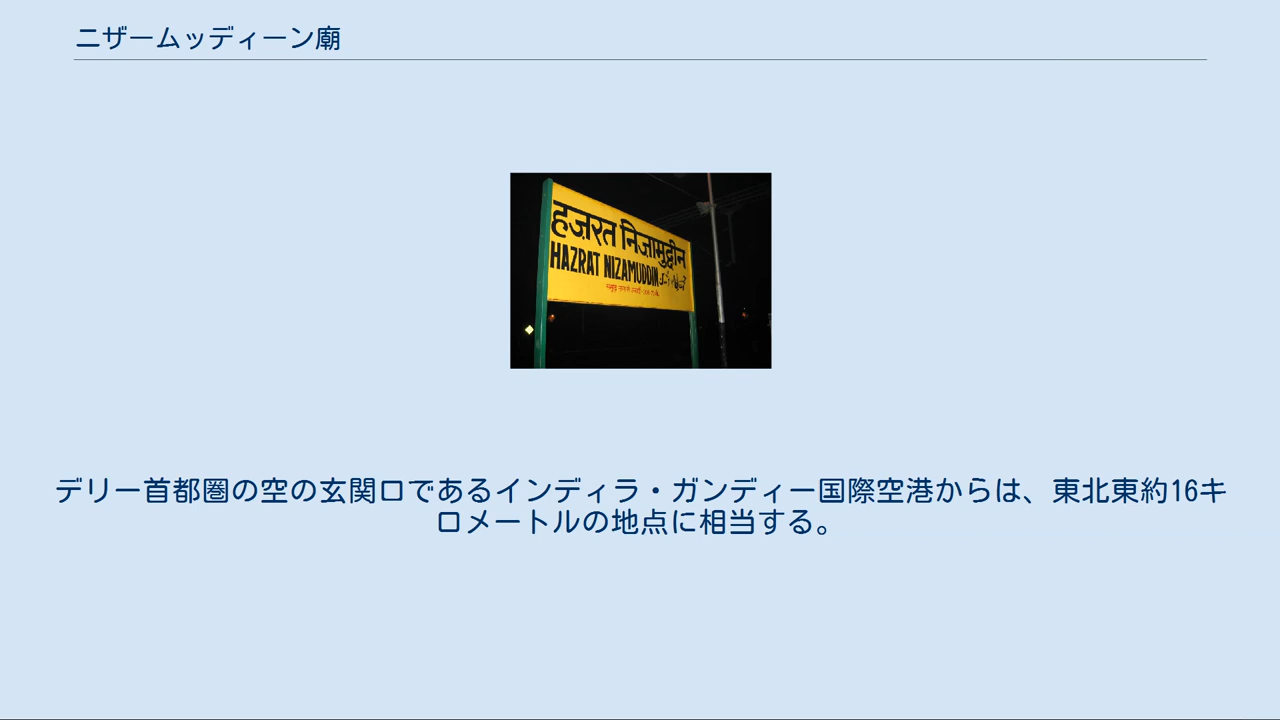 ニザームッディーン廟
हज़रत निज़ामुद्दीन
HAZRAT NIZAMUDDIN
デリー首都圏の空の玄関口であるインディラ・ガンディー国際空港からは、東北東約16キ
ロメートルの地点に相当する。